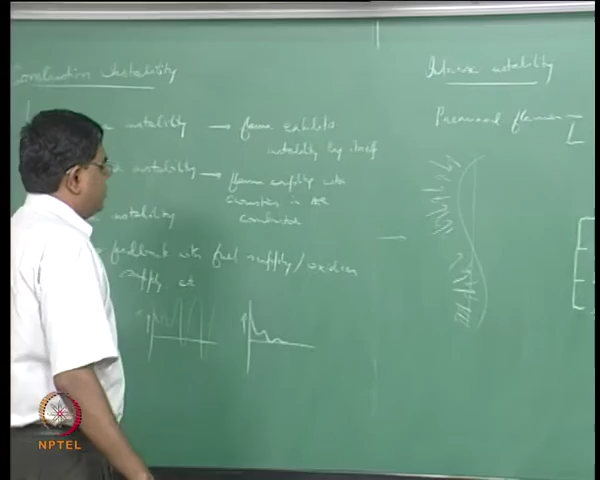 Combustion Instability
instability → flame exhibits
instability by itself
instability → flame coupling with
acoustics in the
combustor
instability
feedback with fuel supply / oxidizer
supply etc
Intrinsic instability
Premixed flames
NPTEL